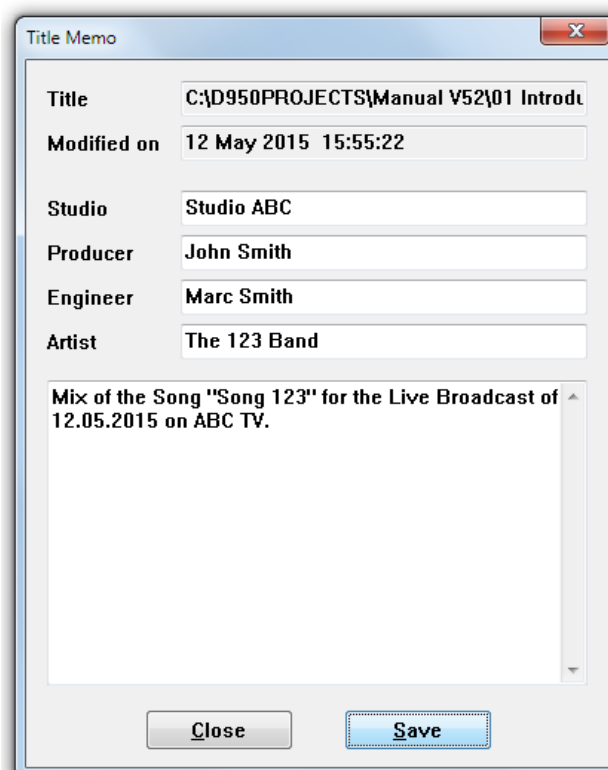 Title Memo
Title C:\D950PROJECTS\Manual V52\01 Introdu
Modified on 12 May 2015 15:55:22
Studio Studio ABC
Producer John Smith
Engineer Marc Smith
Artist The 123 Band
Mix of the Song "Song 123" for the Live Broadcast of
12.05.2015 on ABC TV.
Close Save